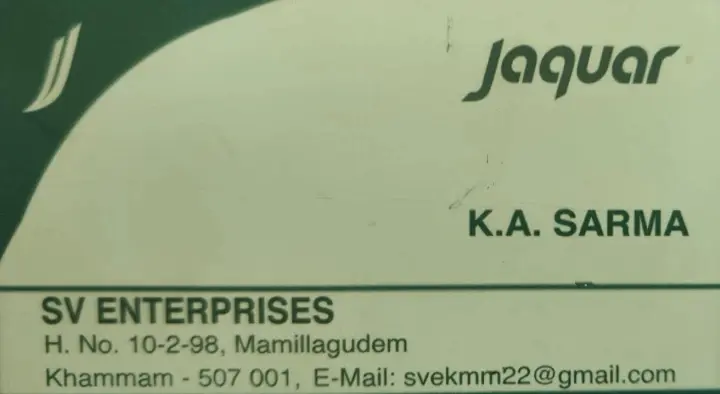 Jaquar
K.A. SARMA
SV ENTERPRISES
H. No. 10-2-98, Mamillagudem
Khammam - 507 001, E-Mail: svekmm22@gmail.com